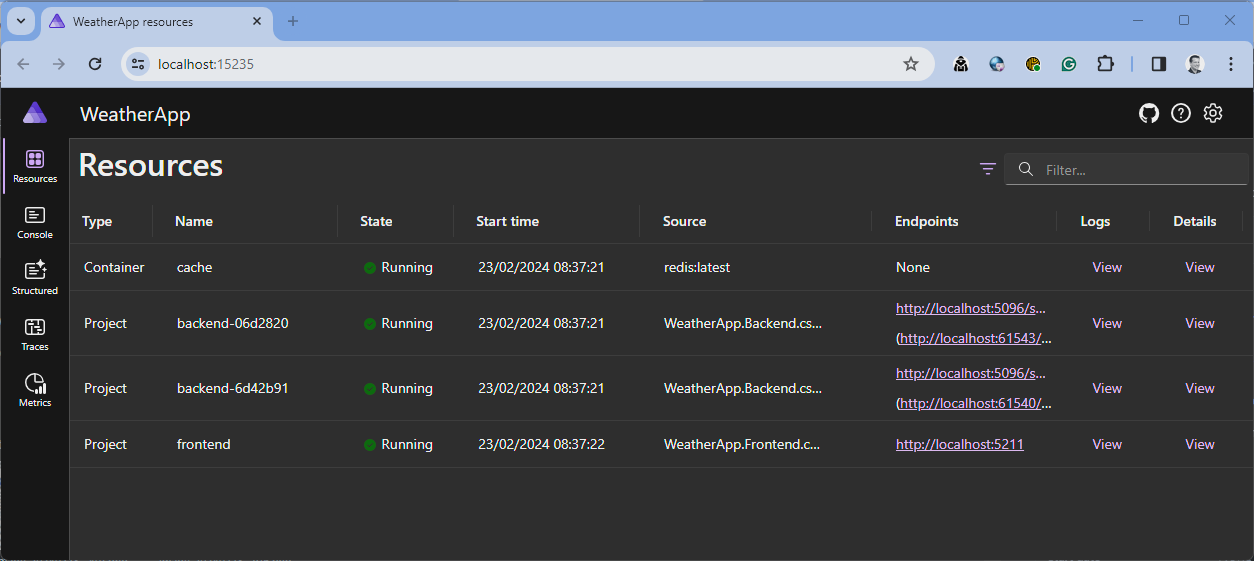 WeatherApp resources
localhost:15235
WeatherApp
Resources
Filter...
Resources
Console
Structured
Traces
Metrics
Type Name State Start time Source Endpoints Logs Details
Container cache Running 23/02/2024 08:37:21 redis:latest None View View
Project backend-06d2820 Running 23/02/2024 08:37:21 WeatherApp.Backend.cs... http://localhost:5096/s... View View
(http://localhost:61543/...
Project backend-6d42b91 Running 23/02/2024 08:37:21 WeatherApp.Backend.cs... http://localhost:5096/s... View View
(http://localhost:61540/...
Project frontend Running 23/02/2024 08:37:22 WeatherApp.Frontend.c... http://localhost:5211 View View